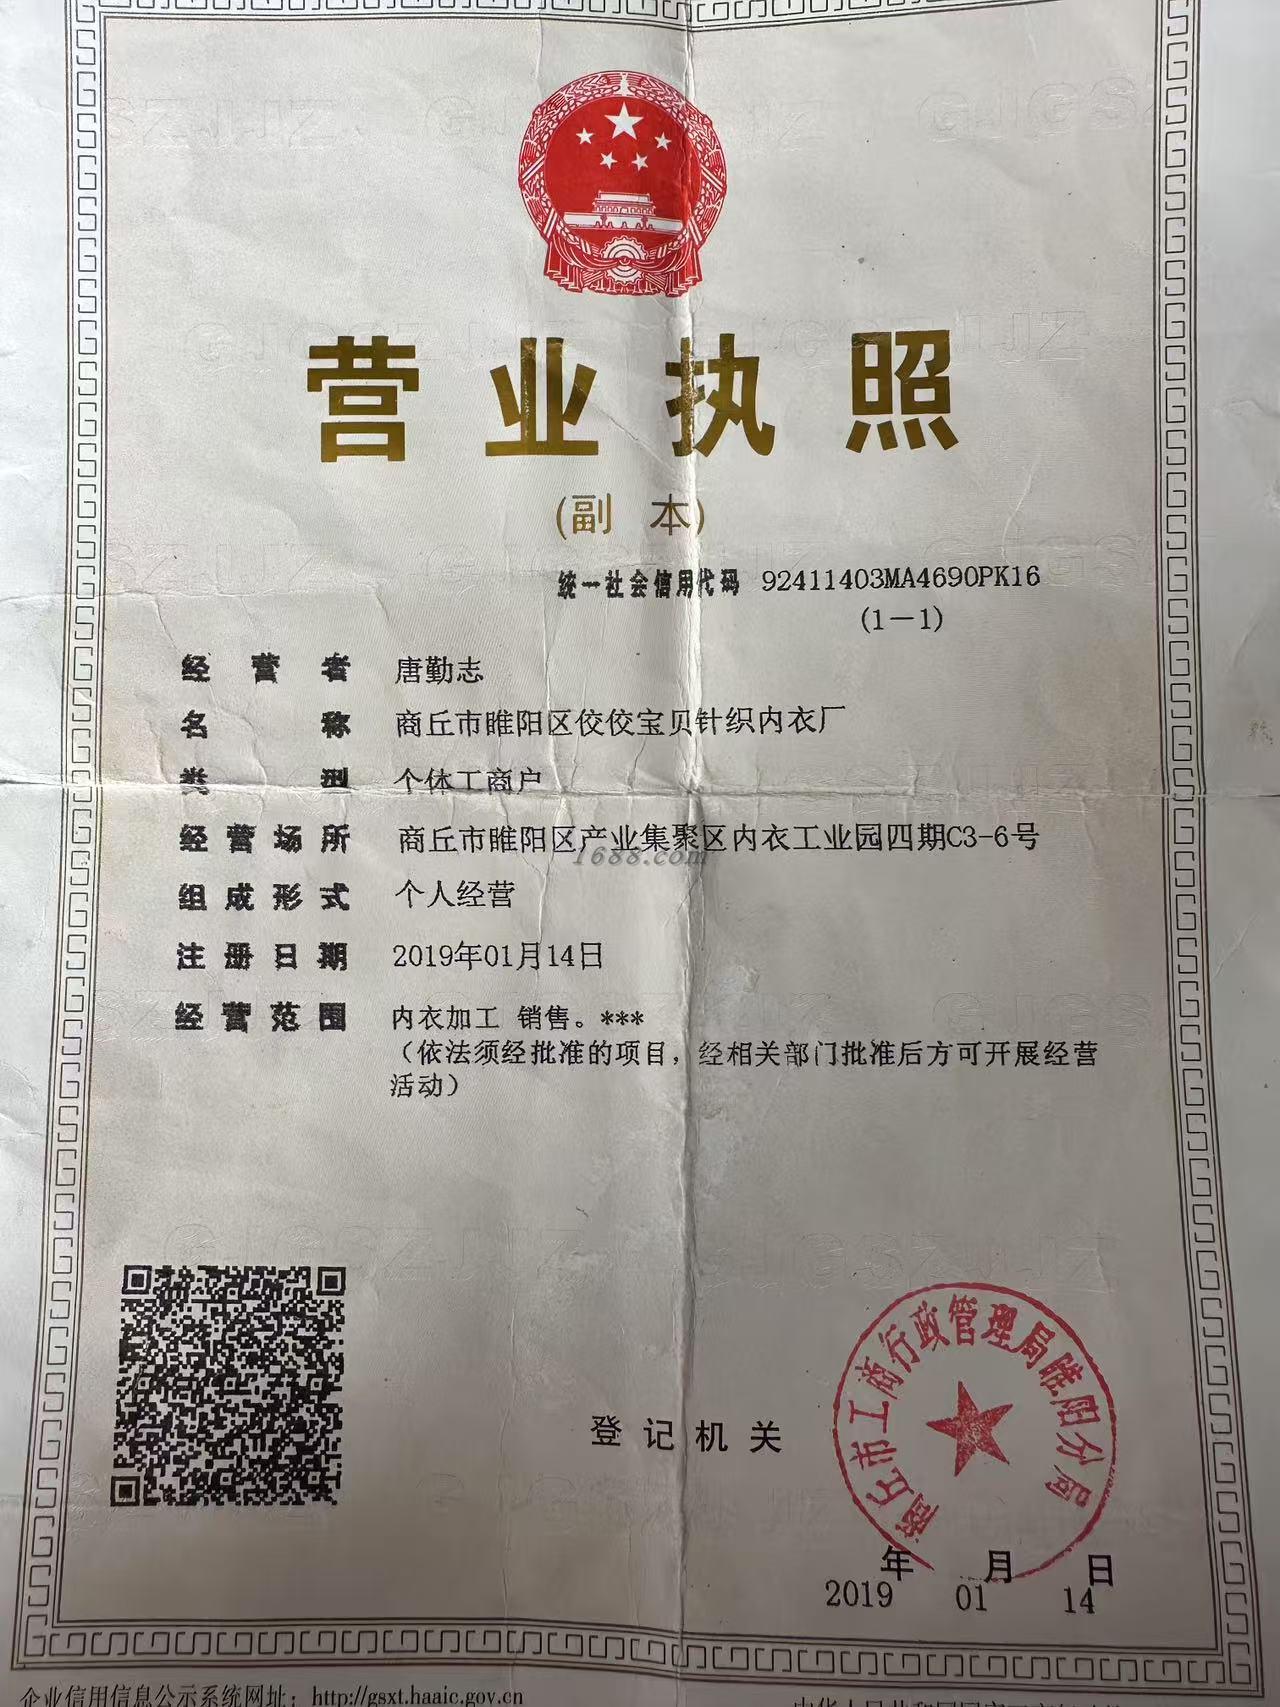 营业执照
(副 本)
统一社会信用代码 92411403MA4690PK16
(1-1)
经营者 唐勤志
名称 商丘市睢阳区佼佼宝贝针织内衣厂
类型 个体工商户
经营场所 商丘市睢阳区产业集聚区内衣工业园四期C3-6号
1688.com
组成形式 个人经营
注册日期 2019年01月14日
经营范围 内衣加工 销售。***
（依法须经批准的项目，经相关部门批准后方可开展经营
活动）
商丘市工商行政管理局睢阳分局
登记机关
年 月 日
2019 01 14
企业信用信息公示系统网址：http://gsxt.haaic.gov.cn